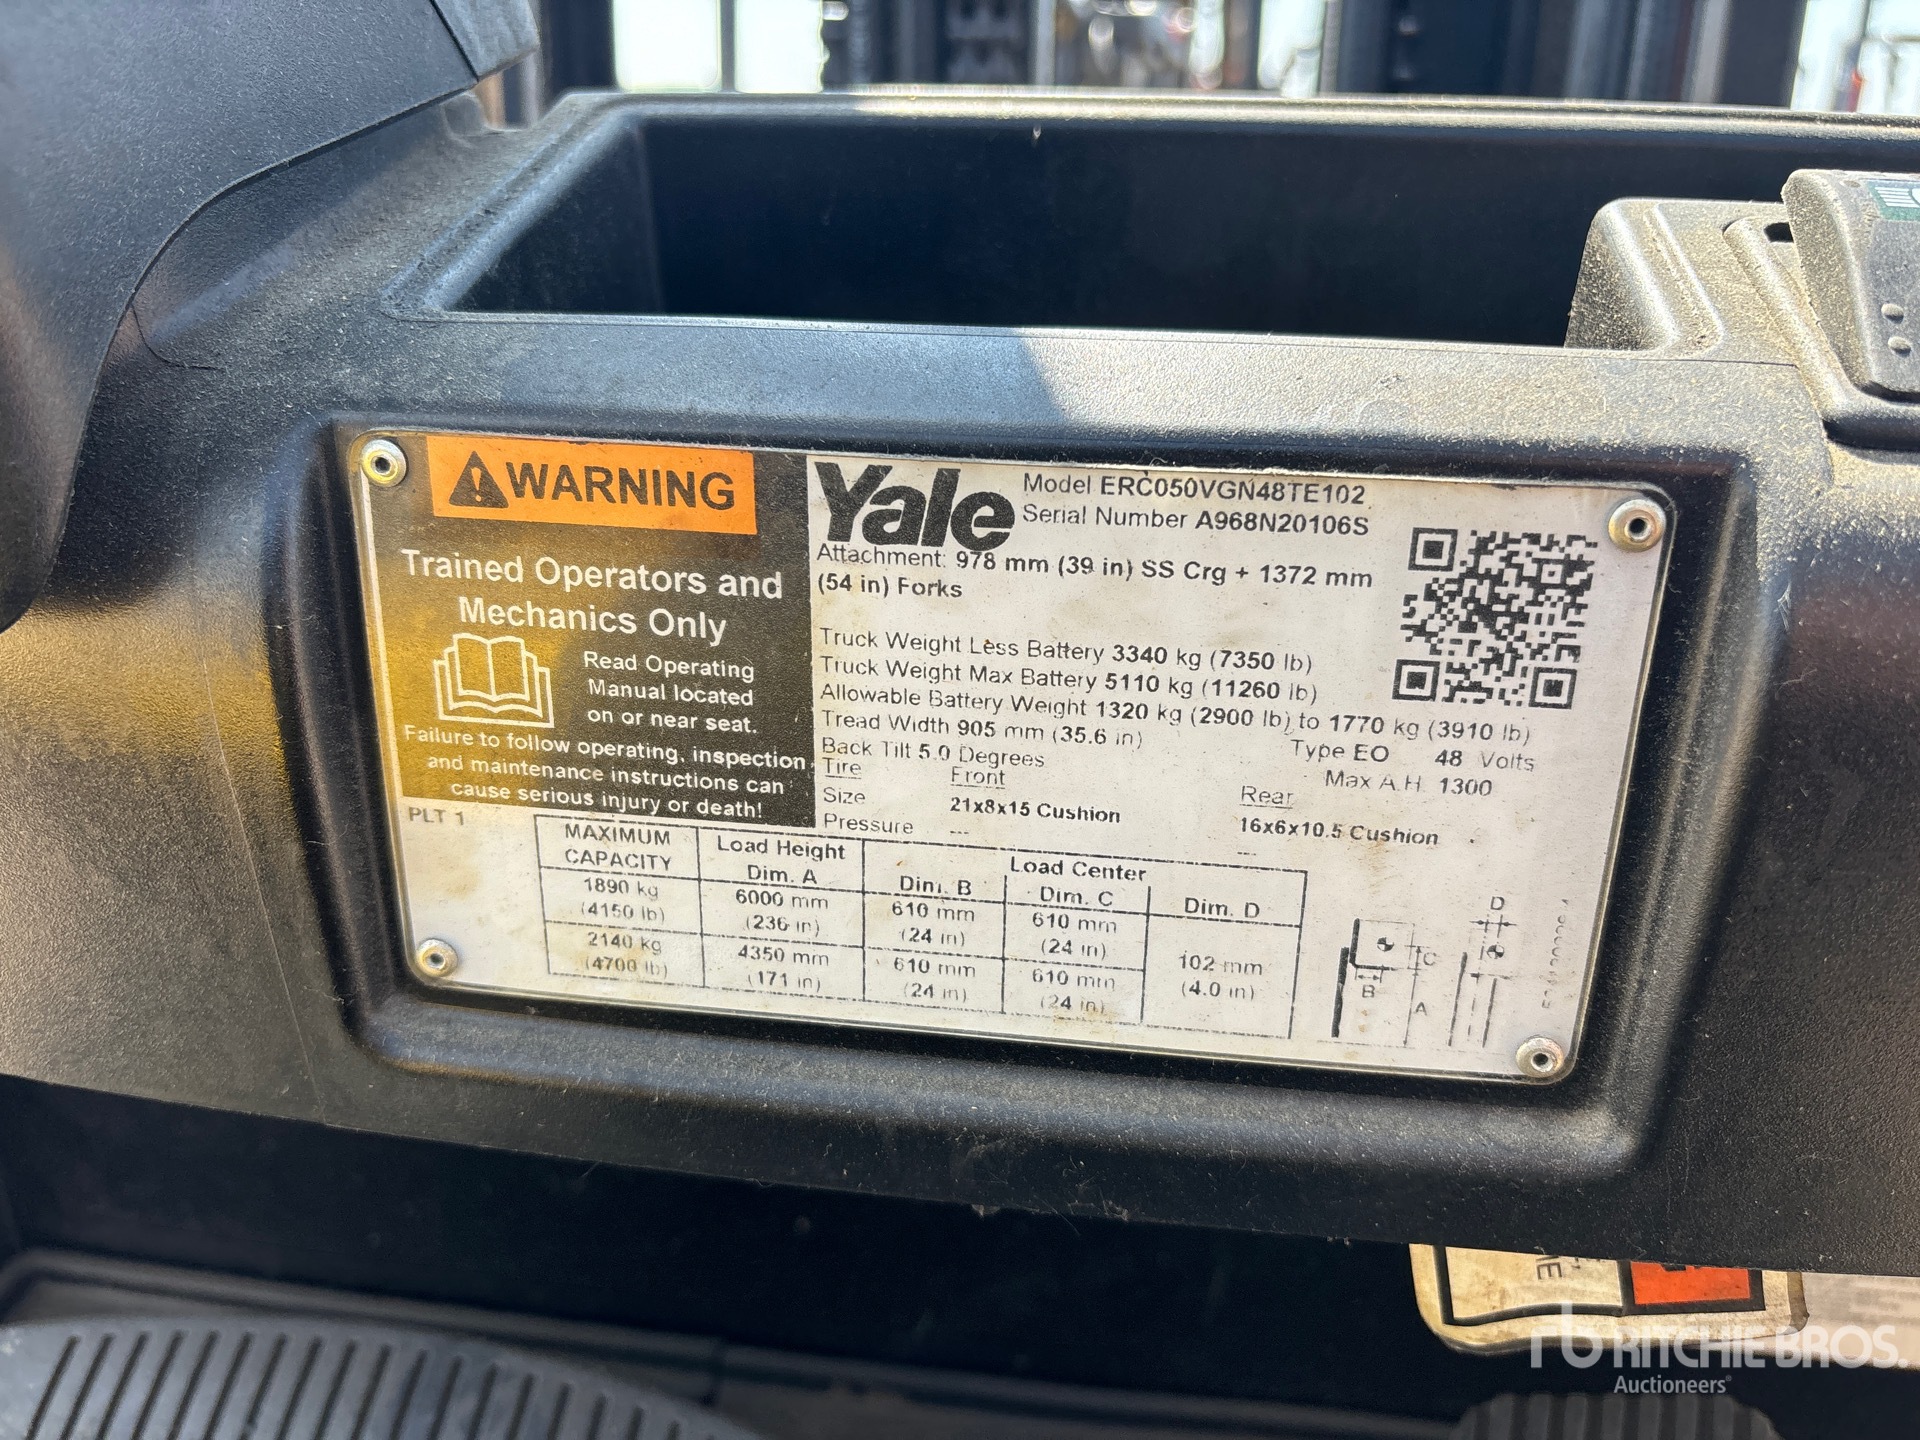 WARNING
Trained Operators and
Mechanics Only
Read Operating
Manual located
on or near seat.
Failure to follow operating, inspection
and maintenance instructions can
cause serious injury or death!
Yale
Model ERC050VGN48TE102
Serial Number A968N20106S
Attachment: 978 mm (39 in) SS Crg + 1372 mm
(54 in) Forks
Truck Weight Less Battery 3340 kg (7350 lb)
Truck Weight Max Battery 5110 kg (11260 lb)
Allowable Battery Weight 1320 kg (2900 lb) to 1770 kg (3910 lb)
Tread Width 905 mm (35.6 in) Type EO 48 Volts
Back Tilt 5.0 Degrees Max A.H. 1300
Tire Front Rear
Size 21x8x15 Cushion 16x6x10.5 Cushion
Pressure --- ---
PLT 1
MAXIMUM CAPACITY Load Height Dim. A Load Center
Dim. B Dim. C Dim. D
1890 kg 6000 mm 610 mm 610 mm
(4150 lb) (236 in) (24 in) (24 in)
2140 kg 4350 mm 610 mm 610 mm 102 mm
(4700 lb) (171 in) (24 in) (24 in) (4.0 in)
D
C
B
A
rb RITCHIE BROS.
Auctioneers